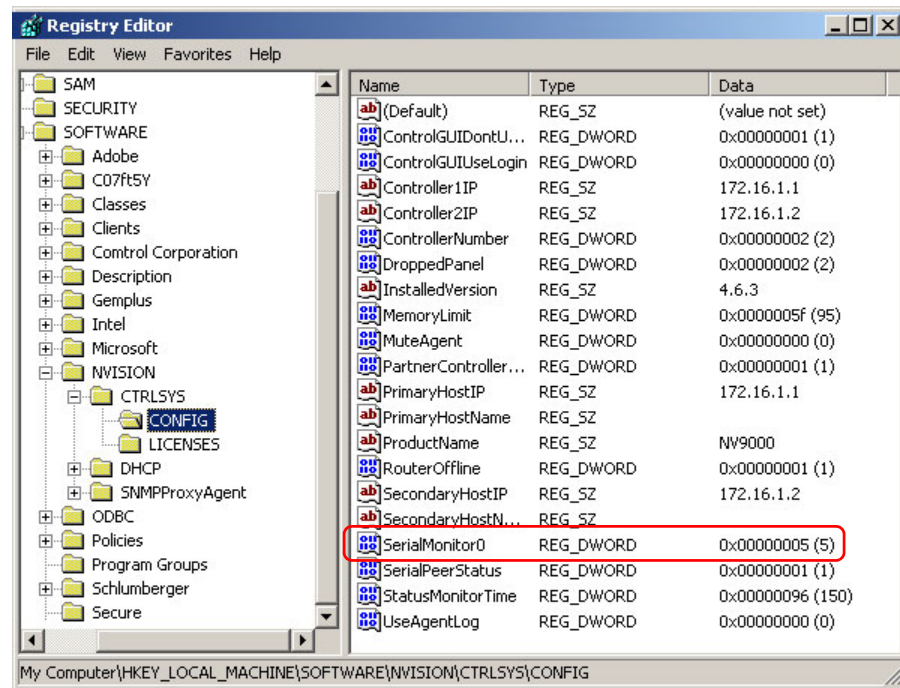 Registry Editor
File Edit View Favorites Help
SAM
SECURITY
SOFTWARE
Adobe
C07ft5Y
Classes
Clients
Comtrol Corporation
Description
Gemplus
Intel
Microsoft
NVISION
CTRLSYS
CONFIG
LICENSES
DHCP
SNMPProxyAgent
ODBC
Policies
Program Groups
Schlumberger
Secure
Name Type Data
(Default) REG_SZ (value not set)
ControlGUIDontU... REG_DWORD 0x00000001 (1)
ControlGUIUseLogin REG_DWORD 0x00000000 (0)
Controller1IP REG_SZ 172.16.1.1
Controller2IP REG_SZ 172.16.1.2
ControllerNumber REG_DWORD 0x00000002 (2)
DroppedPanel REG_DWORD 0x00000002 (2)
InstalledVersion REG_SZ 4.6.3
MemoryLimit REG_DWORD 0x0000005f (95)
MuteAgent REG_DWORD 0x00000000 (0)
PartnerController... REG_DWORD 0x00000001 (1)
PrimaryHostIP REG_SZ 172.16.1.1
PrimaryHostName REG_SZ
ProductName REG_SZ NV9000
RouterOffline REG_DWORD 0x00000001 (1)
SecondaryHostIP REG_SZ 172.16.1.2
SecondaryHostN... REG_SZ
SerialMonitor0 REG_DWORD 0x00000005 (5)
SerialPeerStatus REG_DWORD 0x00000001 (1)
StatusMonitorTime REG_DWORD 0x00000096 (150)
UseAgentLog REG_DWORD 0x00000000 (0)
My Computer\HKEY_LOCAL_MACHINE\SOFTWARE\NVISION\CTRLSYS\CONFIG